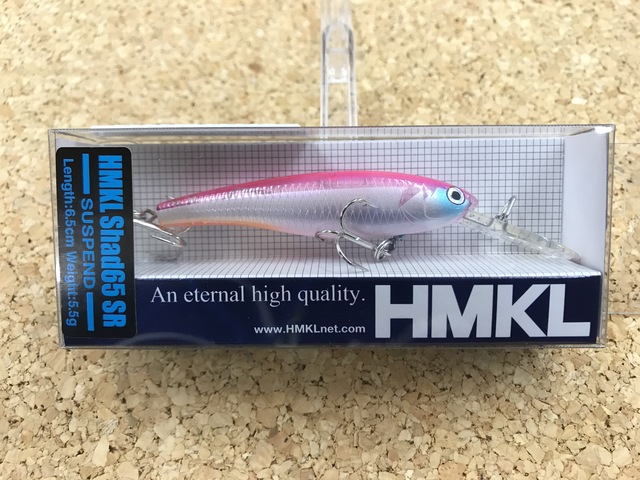 HMKL Shad65 SR
SUSPEND
Length:6.5cm Weight:5.5g
An eternal high quality.
www.HMKLnet.com
HMKL